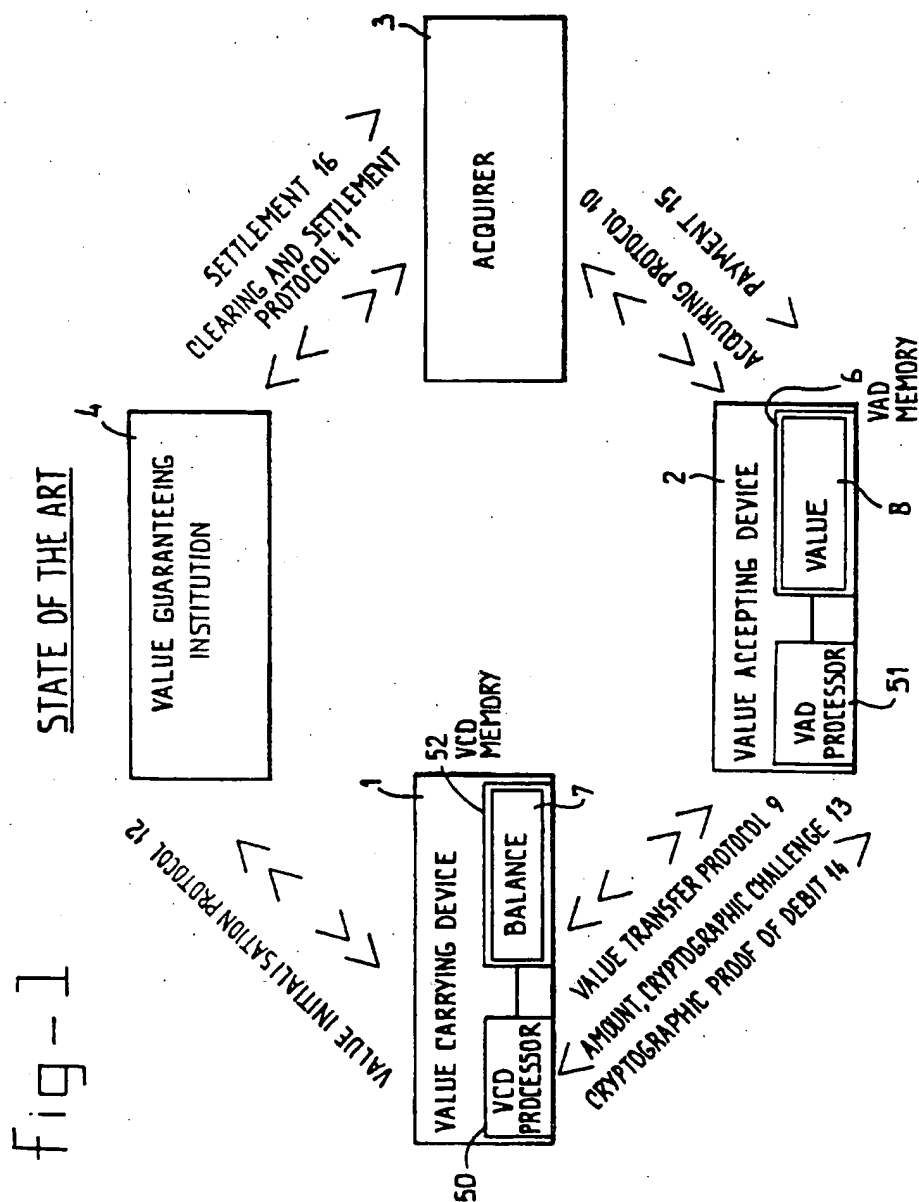 Fig-1
STATE OF THE ART
4
VALUE GUARANTEEING
INSTITUTION
VALUE INITIALISATION PROTOCOL 12
SETTLEMENT 16
CLEARING AND SETTLEMENT
PROTOCOL 11
1
VALUE CARRYING DEVICE
52
VCD
MEMORY
50
VCD
PROCESSOR
BALANCE
7
3
ACQUIRER
VALUE TRANSFER PROTOCOL 9
AMOUNT, CRYPTOGRAPHIC CHALLENGE 13
CRYPTOGRAPHIC PROOF OF DEBIT 14
ACQUIRING PROTOCOL 10
PAYMENT 15
2
VALUE ACCEPTING DEVICE
6
VAD
MEMORY
VAD
PROCESSOR
51
VALUE
8